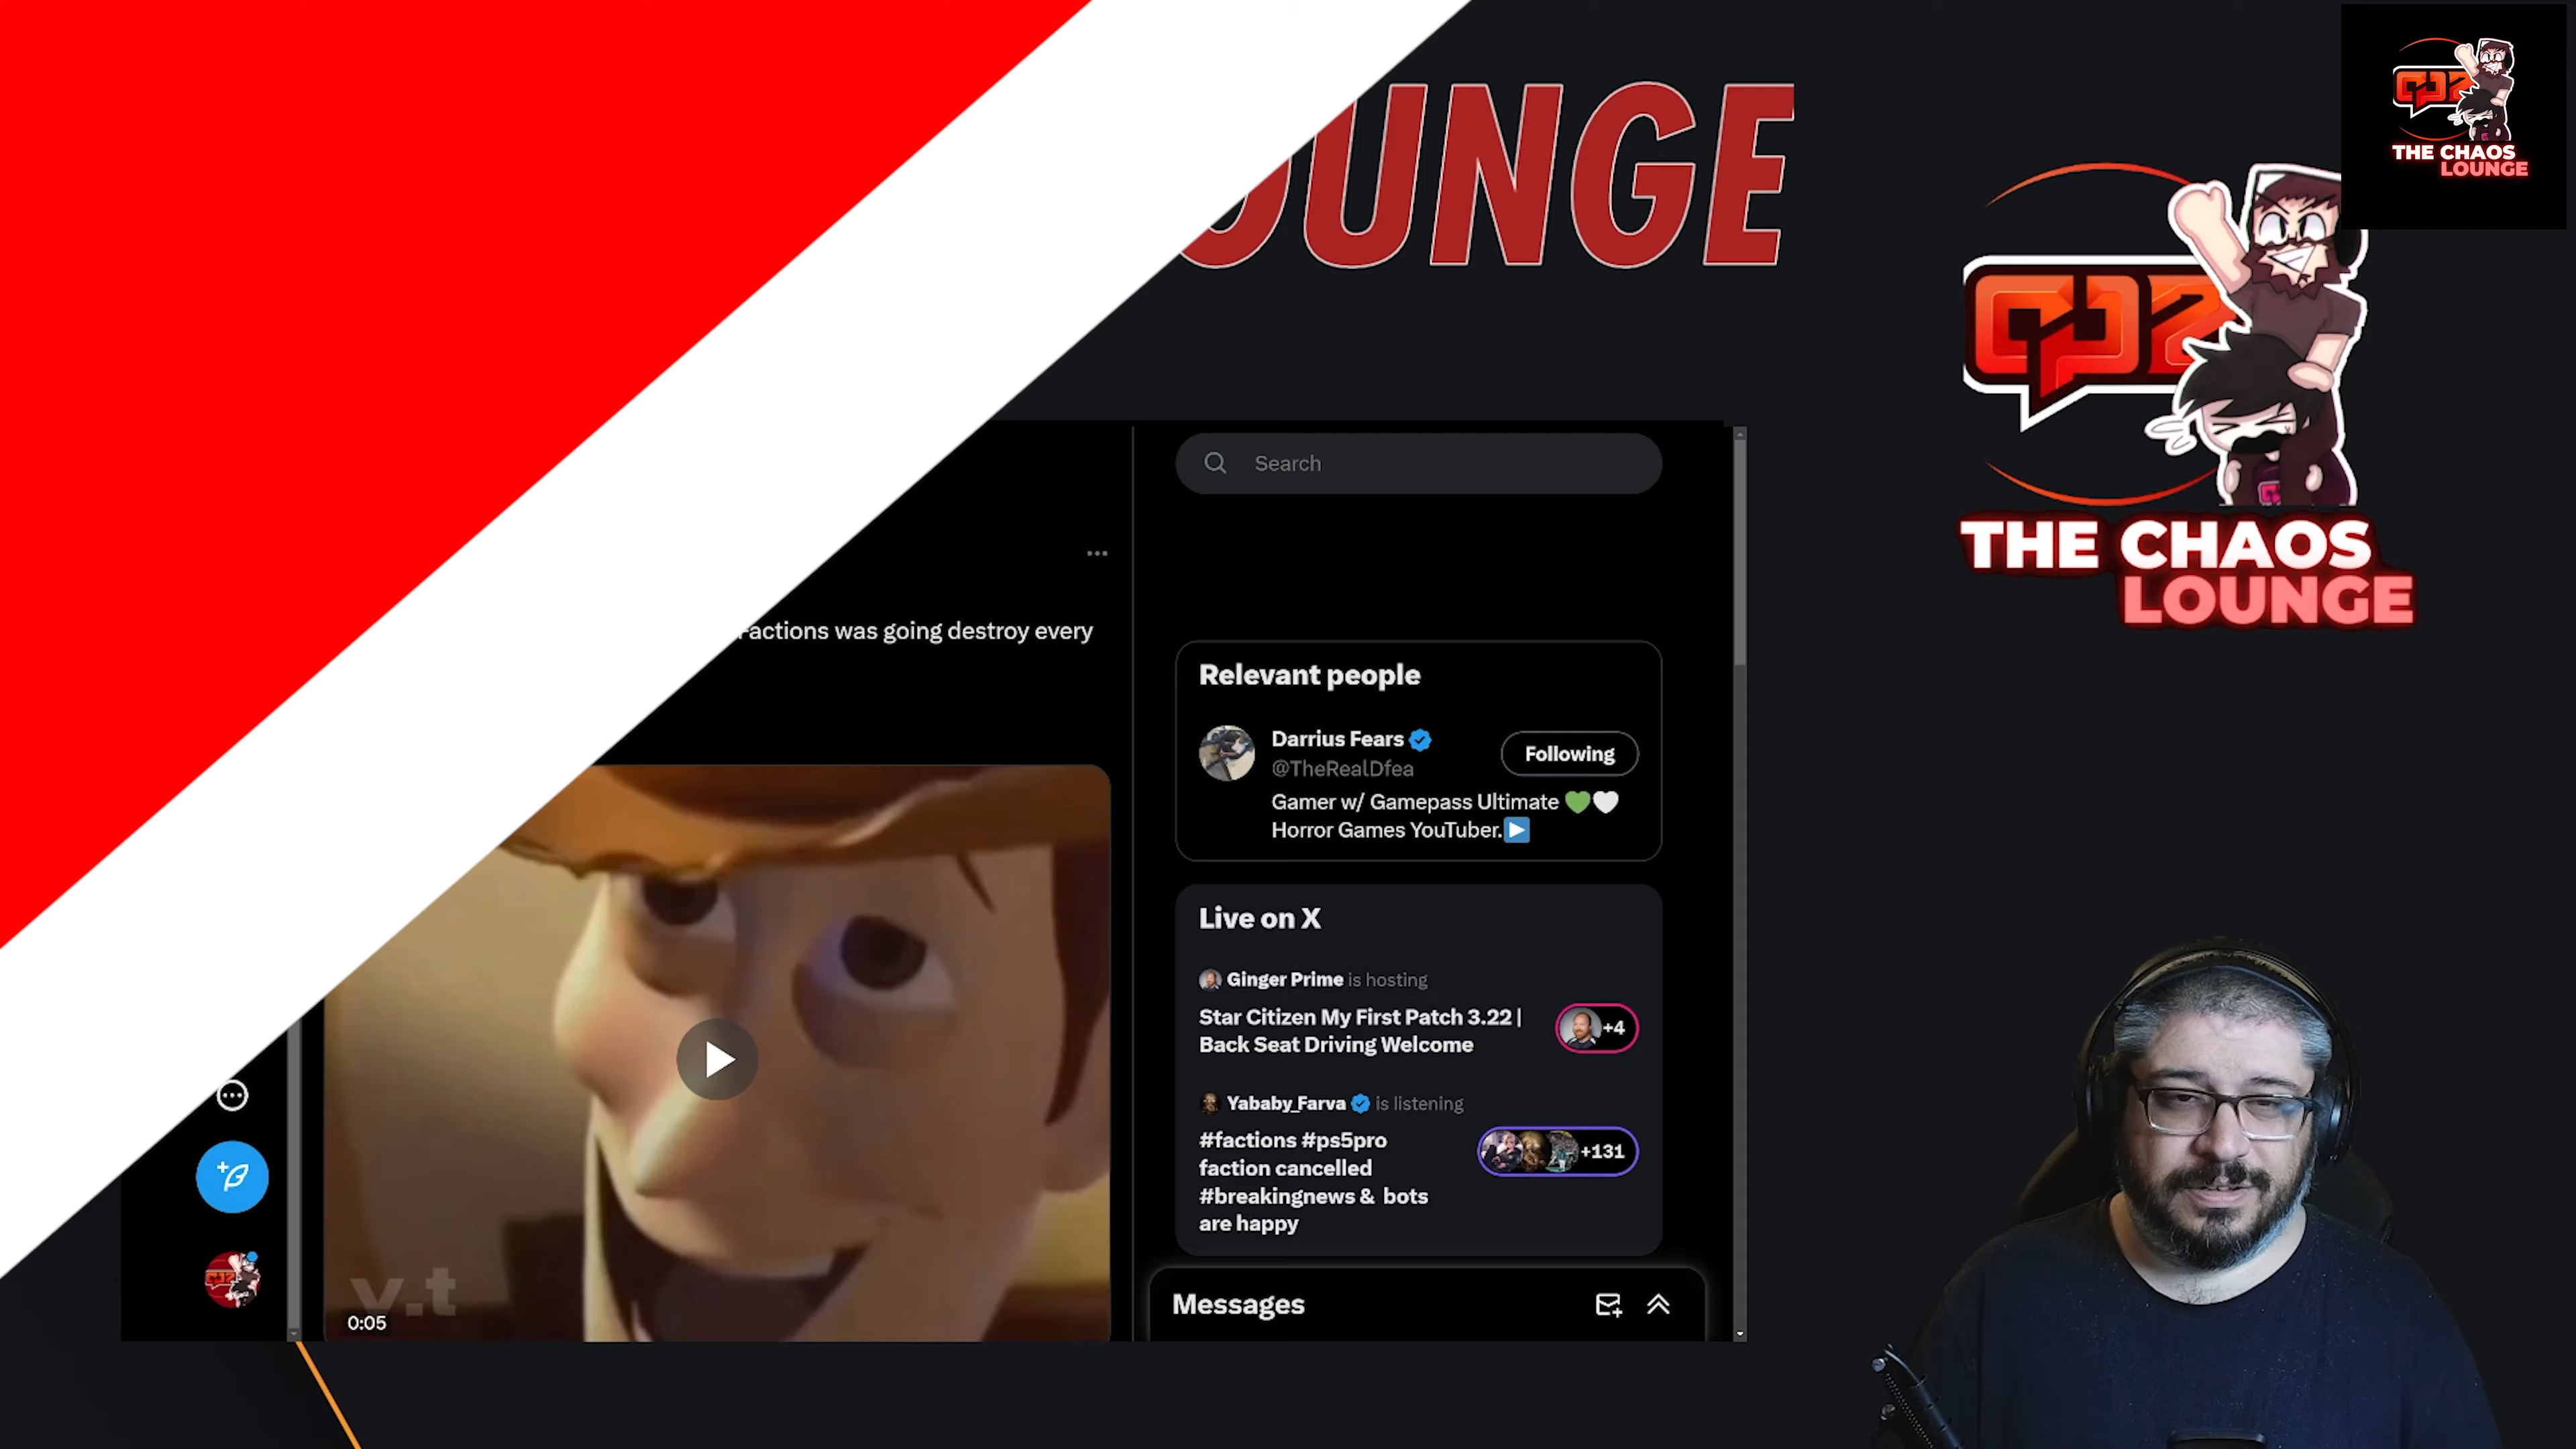 OUNGE
THE CHAOS
LOUNGE
THE CHAOS
LOUNGE
Search
actions was going destroy every
Relevant people
Darrius Fears
@TheRealDfea
Following
Gamer w/ Gamepass Ultimate 💚🤍
Horror Games YouTuber.▶️
Live on X
Ginger Prime is hosting
Star Citizen My First Patch 3.22 |
Back Seat Driving Welcome
+4
Yababy_Farva is listening
#factions #ps5pro
faction cancelled
#breakingnews & bots
are happy
+131
v.t
0:05
Messages